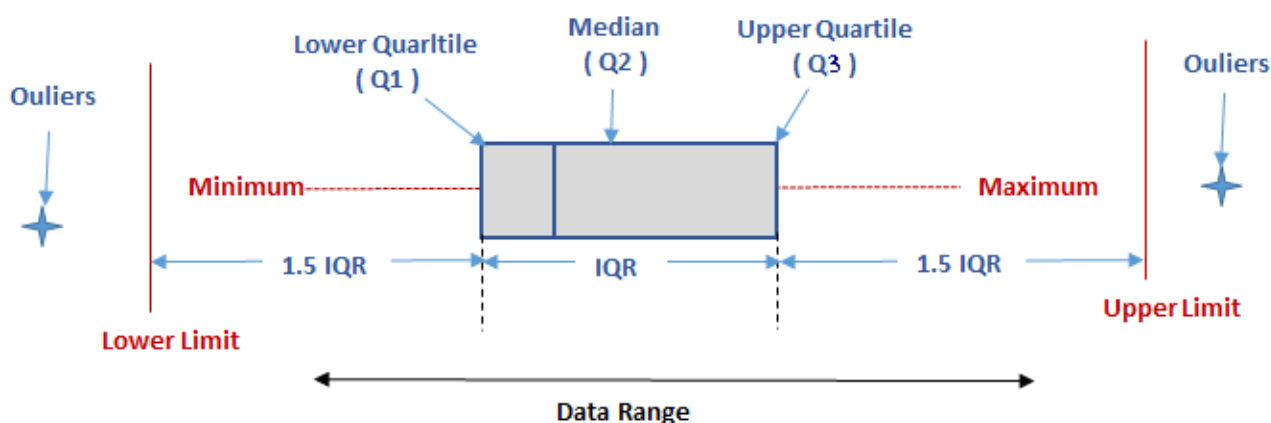 Lower Quarltile
( Q1 )
Median
( Q2 )
Upper Quartile
( Q3 )
Ouliers
Ouliers
Minimum
Maximum
1.5 IQR
IQR
1.5 IQR
Lower Limit
Upper Limit
Data Range